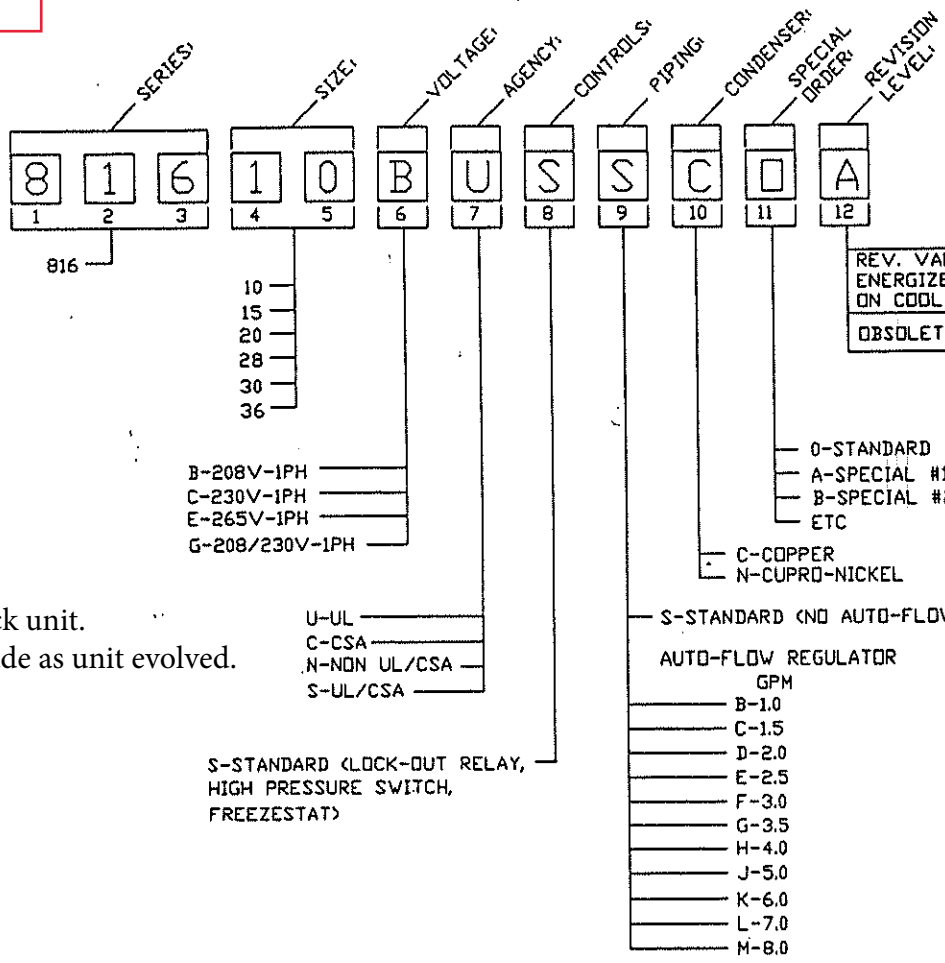 SERIES:
SIZE:
VOLTAGE:
AGENCY:
CONTROLS:
PIPING:
CONDENSER:
SPECIAL ORDER:
REVISION LEVEL:
8 1 6 1 0 B U S S C O A
1 2 3 4 5 6 7 8 9 10 11 12
816
10
15
20
28
30
36
REV. VA
ENERGIZE
ON COOL
OBSOLET
B-208V-1PH
C-230V-1PH
E-265V-1PH
G-208/230V-1PH
0-STANDARD
A-SPECIAL #1
B-SPECIAL #
ETC
C-COPPER
N-CUPRO-NICKEL
ck unit.
de as unit evolved.
U-UL
C-CSA
N-NON UL/CSA
S-UL/CSA
S-STANDARD (NO AUTO-FLOW
AUTO-FLOW REGULATOR
GPM
B-1.0
C-1.5
D-2.0
E-2.5
F-3.0
G-3.5
H-4.0
J-5.0
K-6.0
L-7.0
M-8.0
S-STANDARD (LOCK-OUT RELAY,
HIGH PRESSURE SWITCH,
FREEZESTAT)